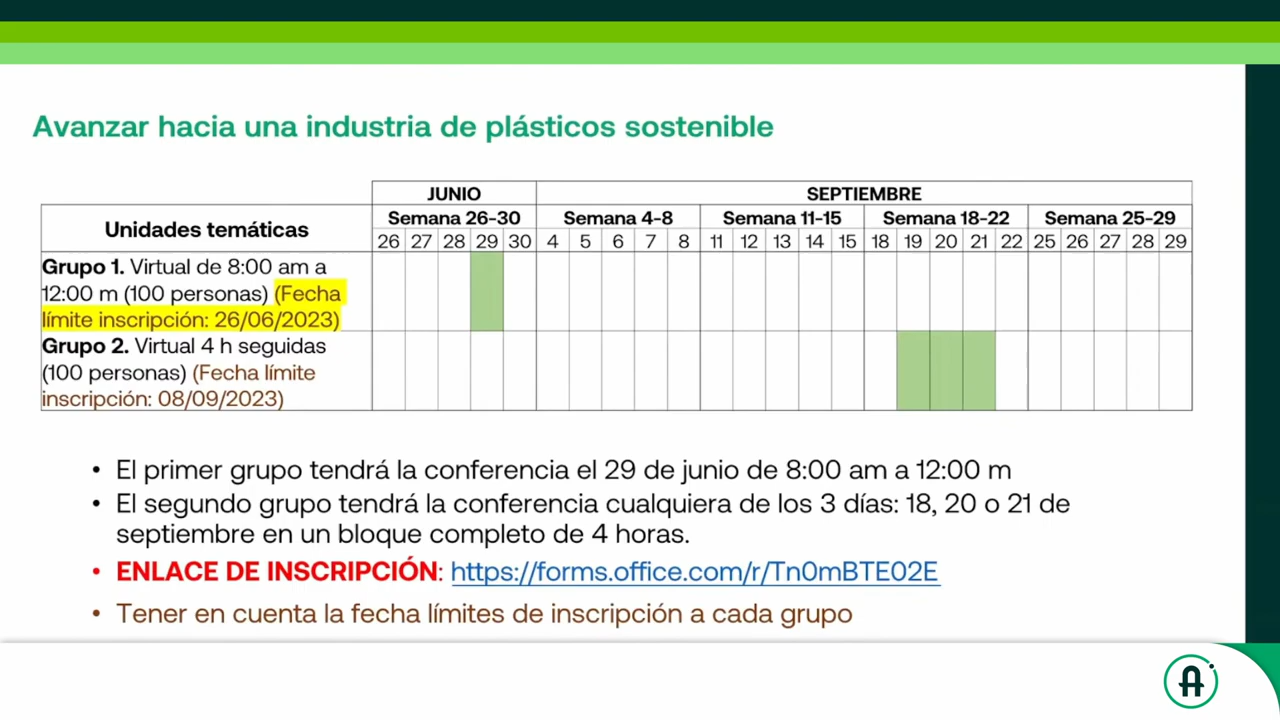 Avanzar hacia una industria de plásticos sostenible
JUNIO SEPTIEMBRE
Unidades temáticas
Semana 26-30 Semana 4-8 Semana 11-15 Semana 18-22 Semana 25-29
26 27 28 29 30 4 5 6 7 8 11 12 13 14 15 18 19 20 21 22 25 26 27 28 29
Grupo 1. Virtual de 8:00 am a
12:00 m (100 personas) (Fecha
límite inscripción: 26/06/2023)
Grupo 2. Virtual 4 h seguidas
(100 personas) (Fecha límite
inscripción: 08/09/2023)
• El primer grupo tendrá la conferencia el 29 de junio de 8:00 am a 12:00 m
• El segundo grupo tendrá la conferencia cualquiera de los 3 días: 18, 20 o 21 de
septiembre en un bloque completo de 4 horas.
• ENLACE DE INSCRIPCIÓN: https://forms.office.com/r/Tn0mBTE02E
• Tener en cuenta la fecha límites de inscripción a cada grupo
A